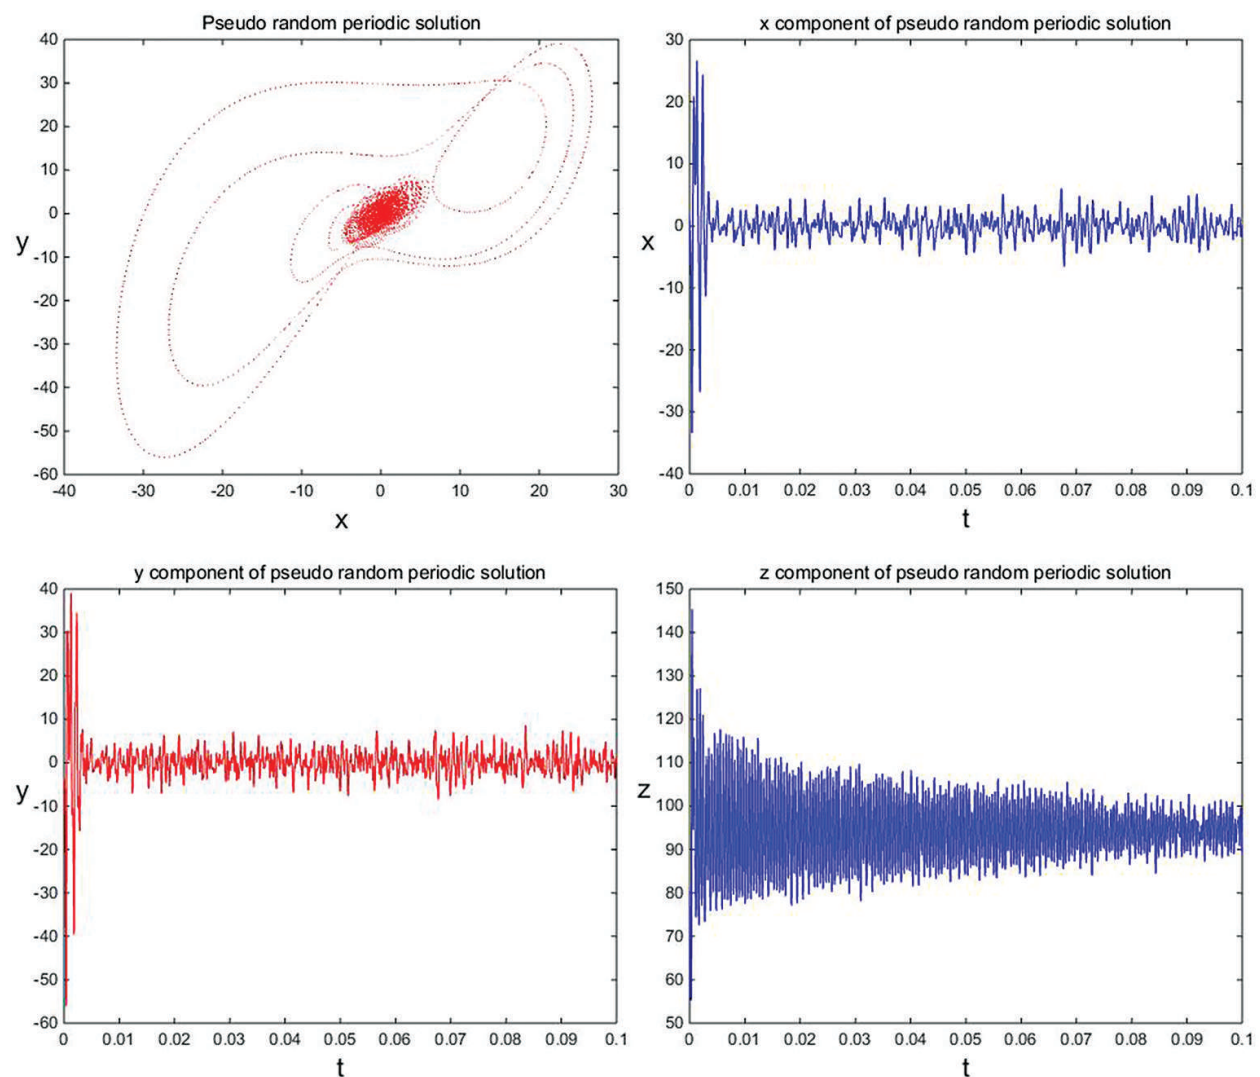 Pseudo random periodic solution
40
30
20
10
0
-10
-20
-30
-40
-50
-60
y
-40 -30 -20 -10 0 10 20 30
x
x component of pseudo random periodic solution
30
20
10
0
-10
-20
-30
-40
x
0 0.01 0.02 0.03 0.04 0.05 0.06 0.07 0.08 0.09 0.1
t
y component of pseudo random periodic solution
40
30
20
10
0
-10
-20
-30
-40
-50
-60
y
0 0.01 0.02 0.03 0.04 0.05 0.06 0.07 0.08 0.09 0.1
t
z component of pseudo random periodic solution
150
140
130
120
110
100
90
80
70
60
50
z
0 0.01 0.02 0.03 0.04 0.05 0.06 0.07 0.08 0.09 0.1
t